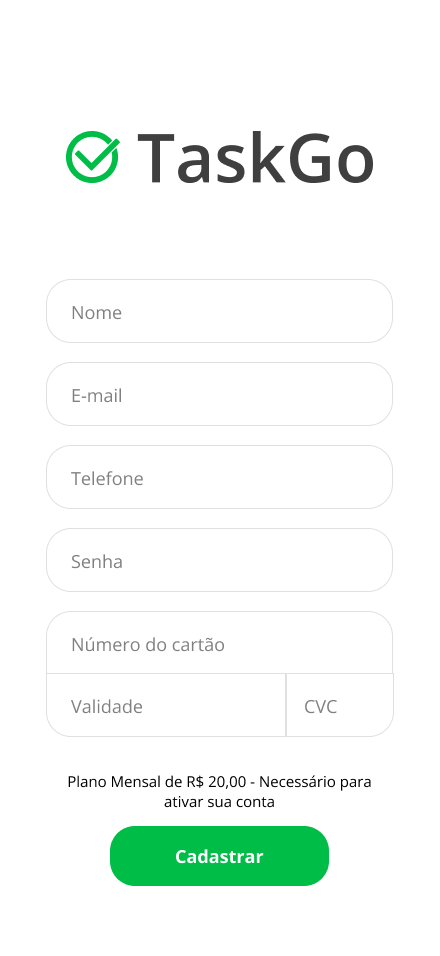 TaskGo
Nome
E-mail
Telefone
Senha
Número do cartão
Validade
CVC
Plano Mensal de R$ 20,00 - Necessário para
ativar sua conta
Cadastrar